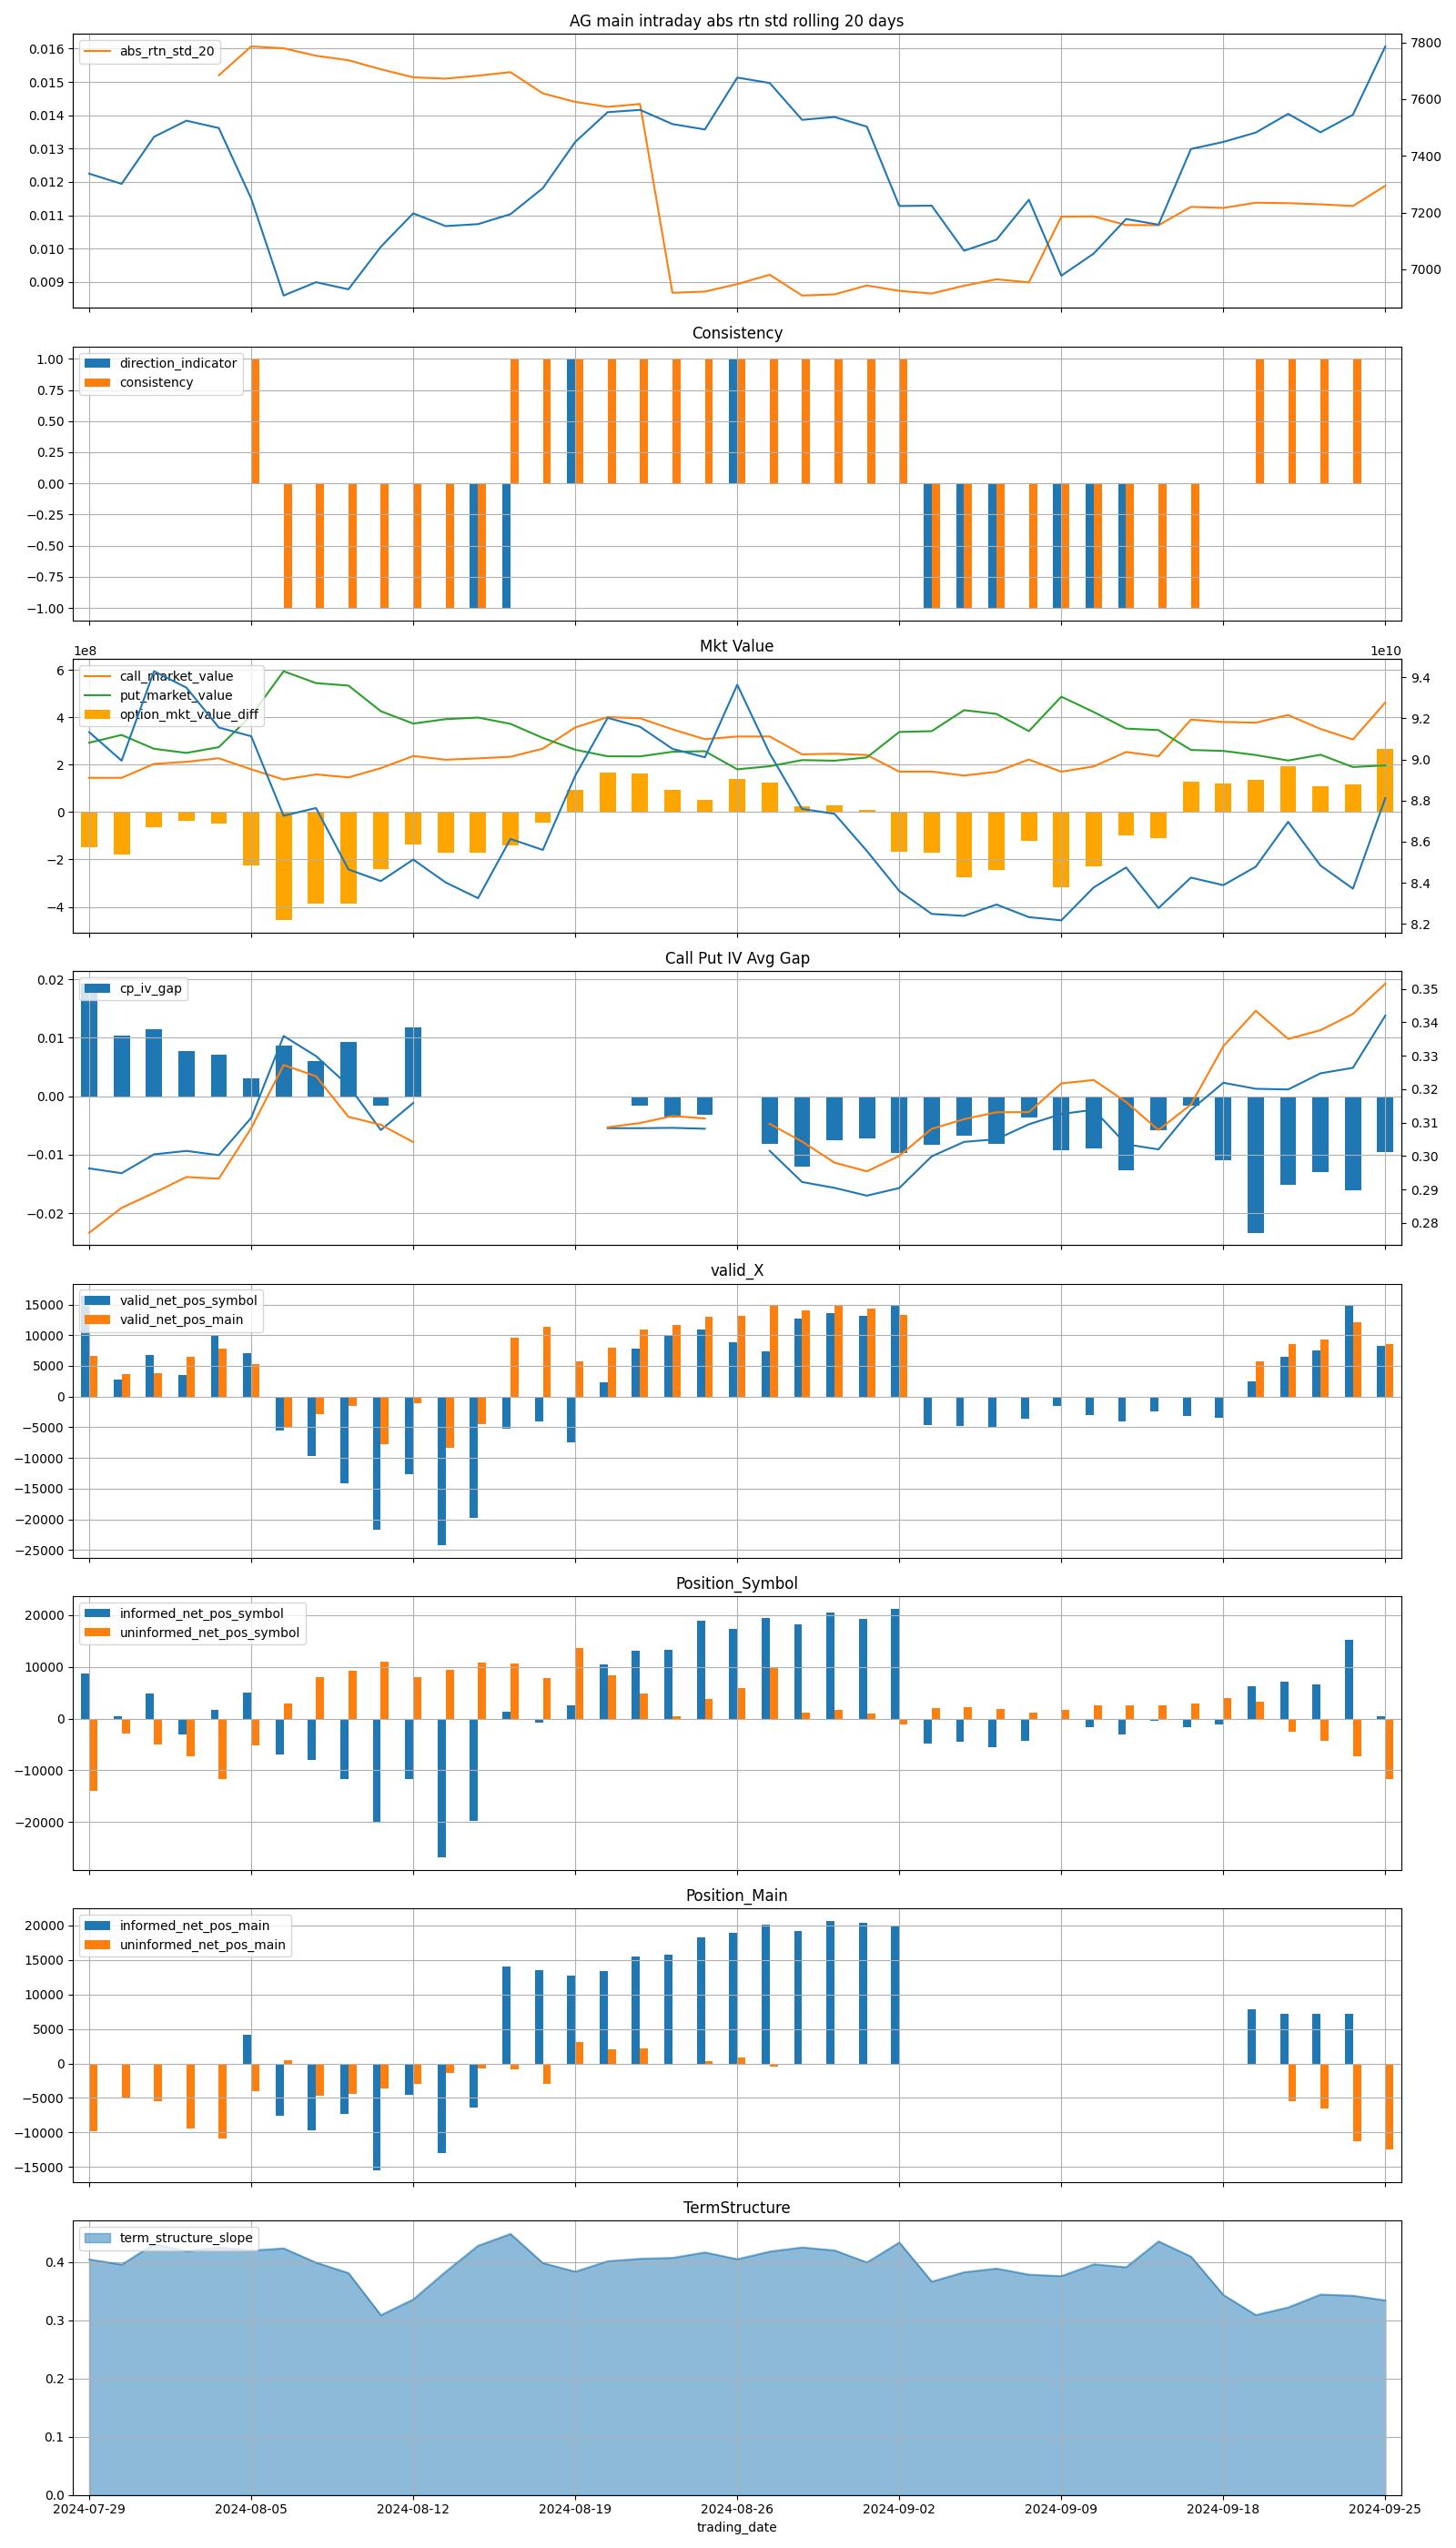 AG main intraday abs rtn std rolling 20 days
abs_rtn_std_20
0.016
0.015
0.014
0.013
0.012
0.011
0.010
0.009
7800
7600
7400
7200
7000
Consistency
direction_indicator
consistency
1.00
0.75
0.50
0.25
0.00
−0.25
−0.50
−0.75
−1.00
Mkt Value
1e8
1e10
call_market_value
put_market_value
option_mkt_value_diff
6
4
2
0
−2
−4
9.4
9.2
9.0
8.8
8.6
8.4
8.2
Call Put IV Avg Gap
cp_iv_gap
0.02
0.01
0.00
−0.01
−0.02
0.35
0.34
0.33
0.32
0.31
0.30
0.29
0.28
valid_X
valid_net_pos_symbol
valid_net_pos_main
15000
10000
5000
0
−5000
−10000
−15000
−20000
−25000
Position_Symbol
informed_net_pos_symbol
uninformed_net_pos_symbol
20000
10000
0
−10000
−20000
Position_Main
informed_net_pos_main
uninformed_net_pos_main
20000
15000
10000
5000
0
−5000
−10000
−15000
TermStructure
term_structure_slope
0.4
0.3
0.2
0.1
0.0
2024-07-29 2024-08-05 2024-08-12 2024-08-19 2024-08-26 2024-09-02 2024-09-09 2024-09-18 2024-09-25
trading_date